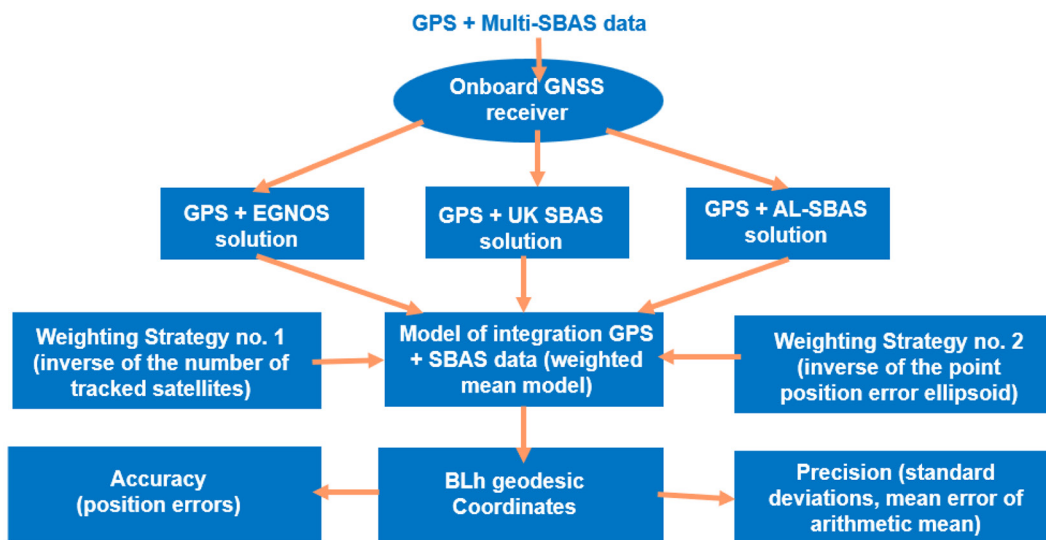 GPS + Multi-SBAS data
Onboard GNSS
receiver
GPS + EGNOS
solution
GPS + UK SBAS
solution
GPS + AL-SBAS
solution
Weighting Strategy no. 1
(inverse of the number of
tracked satellites)
Model of integration GPS
+ SBAS data (weighted
mean model)
Weighting Strategy no. 2
(inverse of the point
position error ellipsoid)
Accuracy
(position errors)
BLh geodesic
Coordinates
Precision (standard
deviations, mean error of
arithmetic mean)